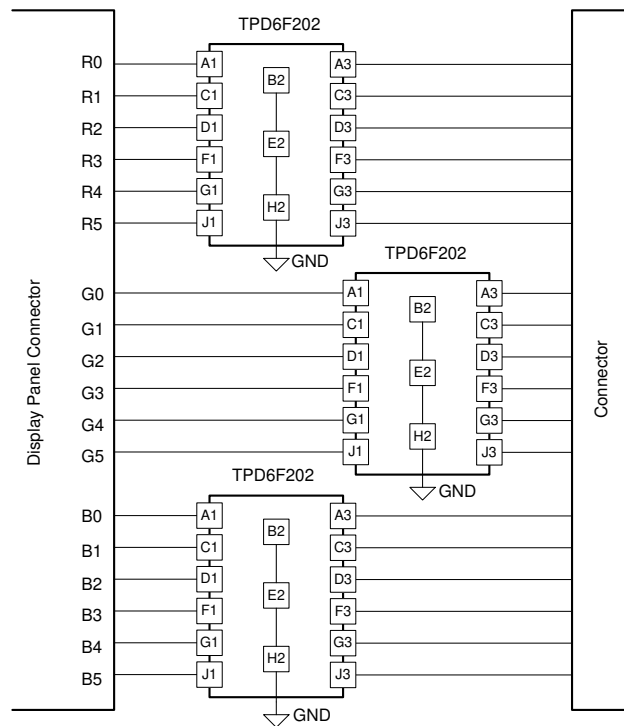 TPD6F202
R0 A1 A3
B2
R1 C1 C3
R2 D1 D3
E2
R3 F1 F3
R4 G1 G3
H2
R5 J1 J3
GND
TPD6F202
G0 A1 A3
B2
G1 C1 C3
G2 D1 D3
E2
G3 F1 F3
G4 G1 G3
H2
G5 J1 J3
GND
TPD6F202
B0 A1 A3
B2
B1 C1 C3
B2 D1 D3
E2
B3 F1 F3
B4 G1 G3
H2
B5 J1 J3
GND
Display Panel Connector
Connector